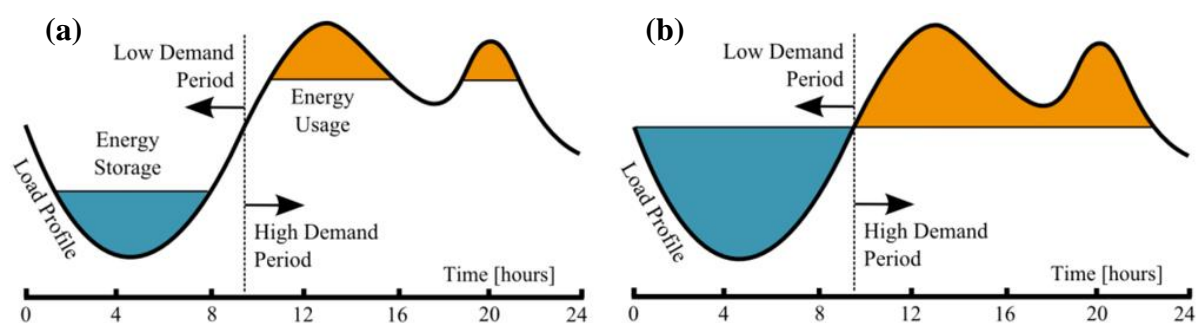 (a)
Low Demand
Period
Energy
Usage
Energy
Storage
Load Profile
High Demand
Period
Time [hours]
0 4 8 12 16 20 24
(b)
Low Demand
Period
Load Profile
High Demand
Period
Time [hours]
0 4 8 12 16 20 24